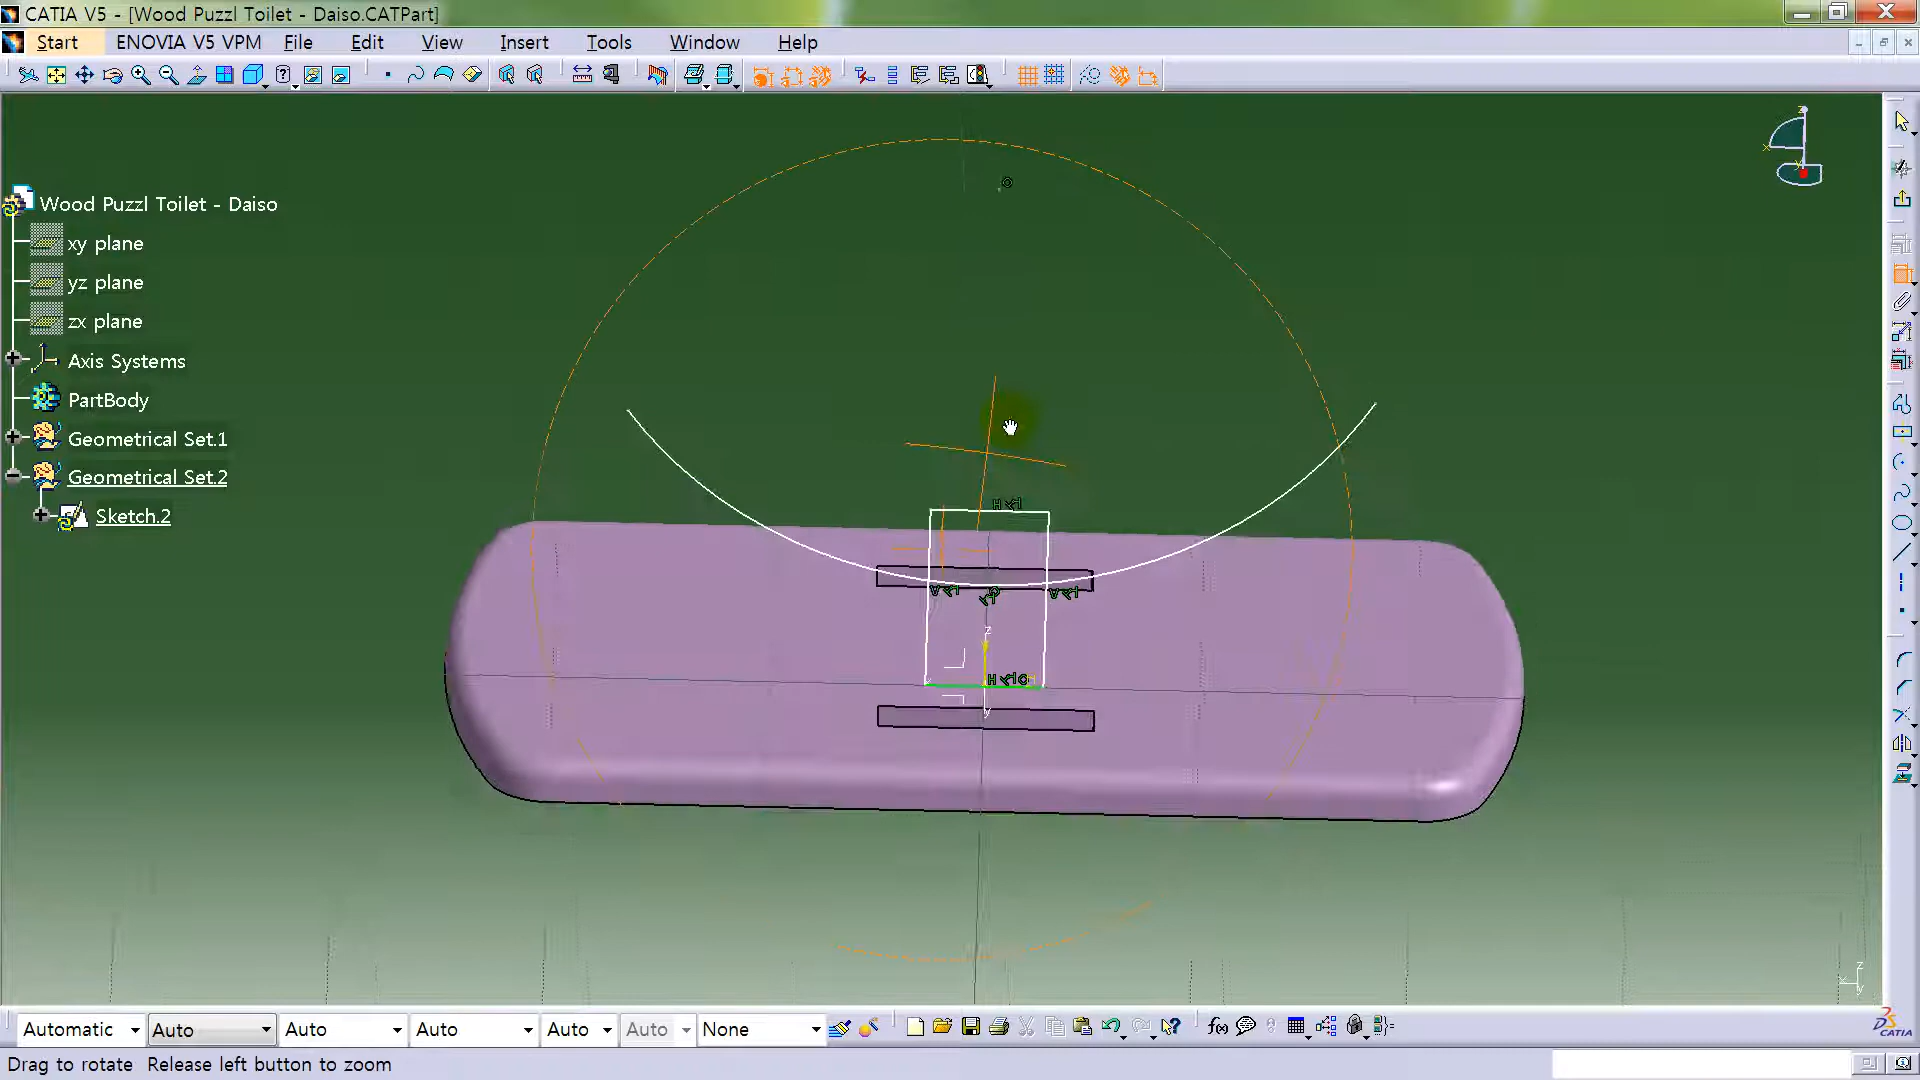 CATIA V5 - [Wood Puzzl Toilet - Daiso.CATPart]
Start ENOVIA V5 VPM File Edit View Insert Tools Window Help
Wood Puzzl Toilet - Daiso
xy plane
yz plane
zx plane
Axis Systems
PartBody
Geometrical Set.1
Geometrical Set.2
Sketch.2
H
V V
z
H
y
z
x
y
Automatic Auto Auto Auto Auto Auto None
f(x)
CATIA
Drag to rotate Release left button to zoom